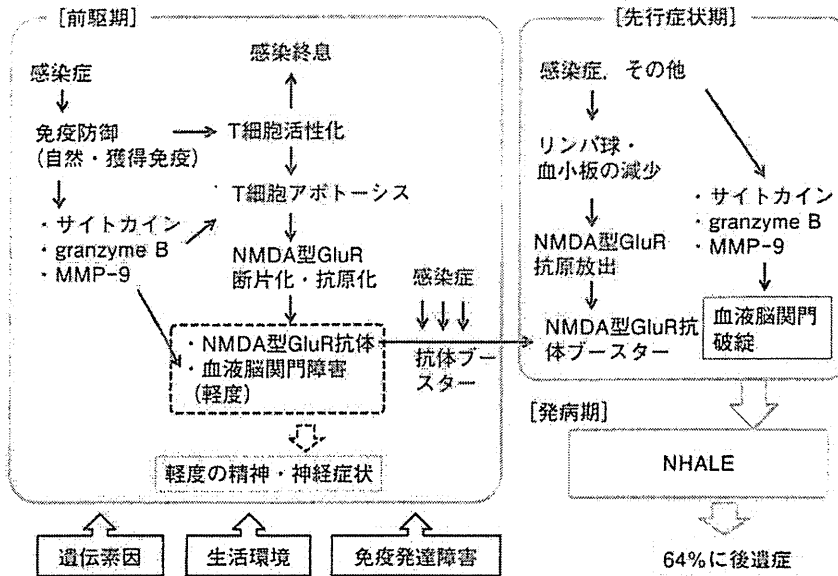 [前駆期]
感染終息
感染症
免疫防御
(自然・獲得免疫)
T細胞活性化
T細胞アポトーシス
・サイトカイン
・granzyme B
・MMP-9
NMDA型GluR
断片化・抗原化
感染症
・NMDA型GluR抗体
・血液脳関門障害
(軽度)
抗体ブー
スター
軽度の精神・神経症状
遺伝素因
生活環境
免疫発達障害
[先行症状期]
感染症,その他
リンパ球・
血小板の減少
・サイトカイン
・granzyme B
・MMP-9
NMDA型GluR
抗原放出
NMDA型GluR抗
体ブースター
血液脳関門
破綻
[発病期]
NHALE
64%に後遺症